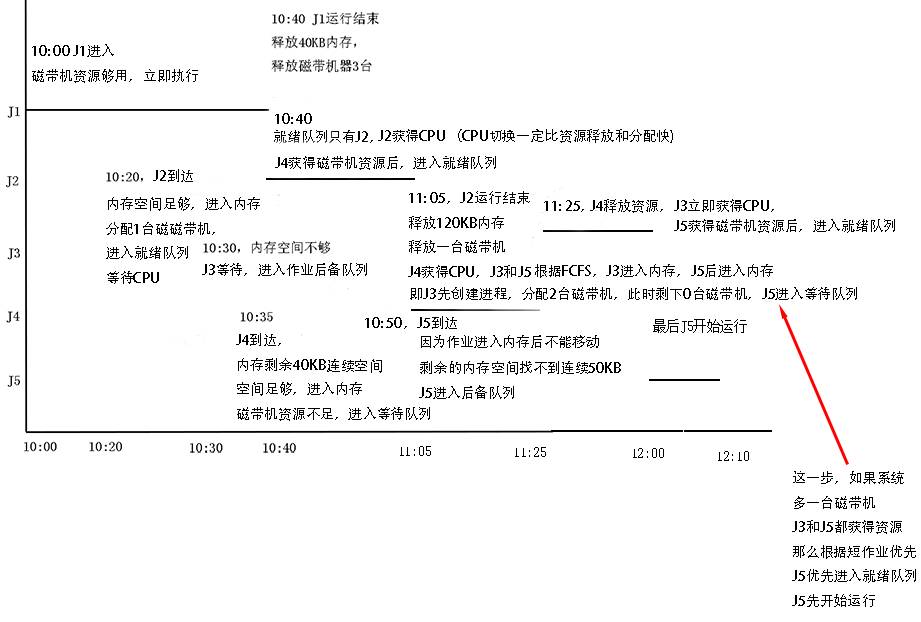 10:40 J1运行结束
释放40KB内存，
释放磁带机器3台
10:00 J1进入
磁带机资源够用，立即执行
J1
10:40
就绪队列只有J2，J2获得CPU （CPU切换一定比资源释放和分配快）
J4获得磁带机资源后，进入就绪队列
J2
10:20，J2到达
内存空间足够，进入内存
分配1台磁磁带机，
进入就绪队列
等待CPU
11:05，J2运行结束
释放120KB内存
释放一台磁带机
11:25，J4释放资源，J3立即获得CPU，
J5获得磁带机资源后，进入就绪队列
J3
10:30，内存空间不够
J3等待，进入作业后备队列
J4获得CPU，J3和J5根据FCFS，J3进入内存，J5后进入内存
即J3先创建进程，分配2台磁带机，此时剩下0台磁带机，J5进入等待队列
J4
10:35
J4到达，
内存剩余40KB连续空间
空间足够，进入内存
磁带机资源不足，进入等待队列
10:50，J5到达
因为作业进入内存后不能移动
剩余的内存空间找不到连续50KB
J5进入后备队列
最后J5开始运行
J5
10:00 10:20 10:30 10:40 11:05 11:25 12:00 12:10
这一步，如果系统
多一台磁带机
J3和J5都获得资源
那么根据短作业优先
J5优先进入就绪队列
J5先开始运行